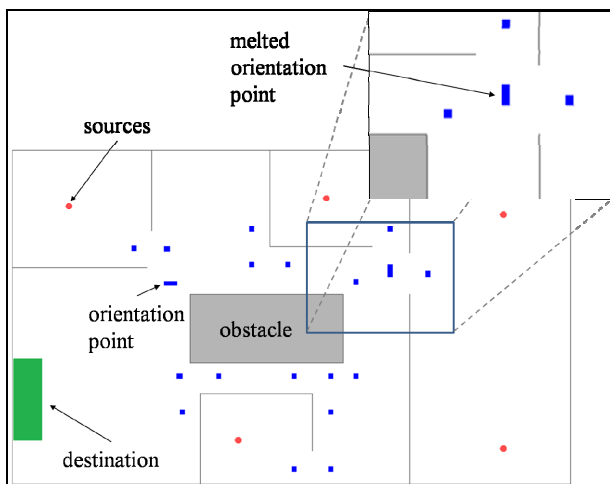 melted
orientation
point
sources
orientation
point
obstacle
destination